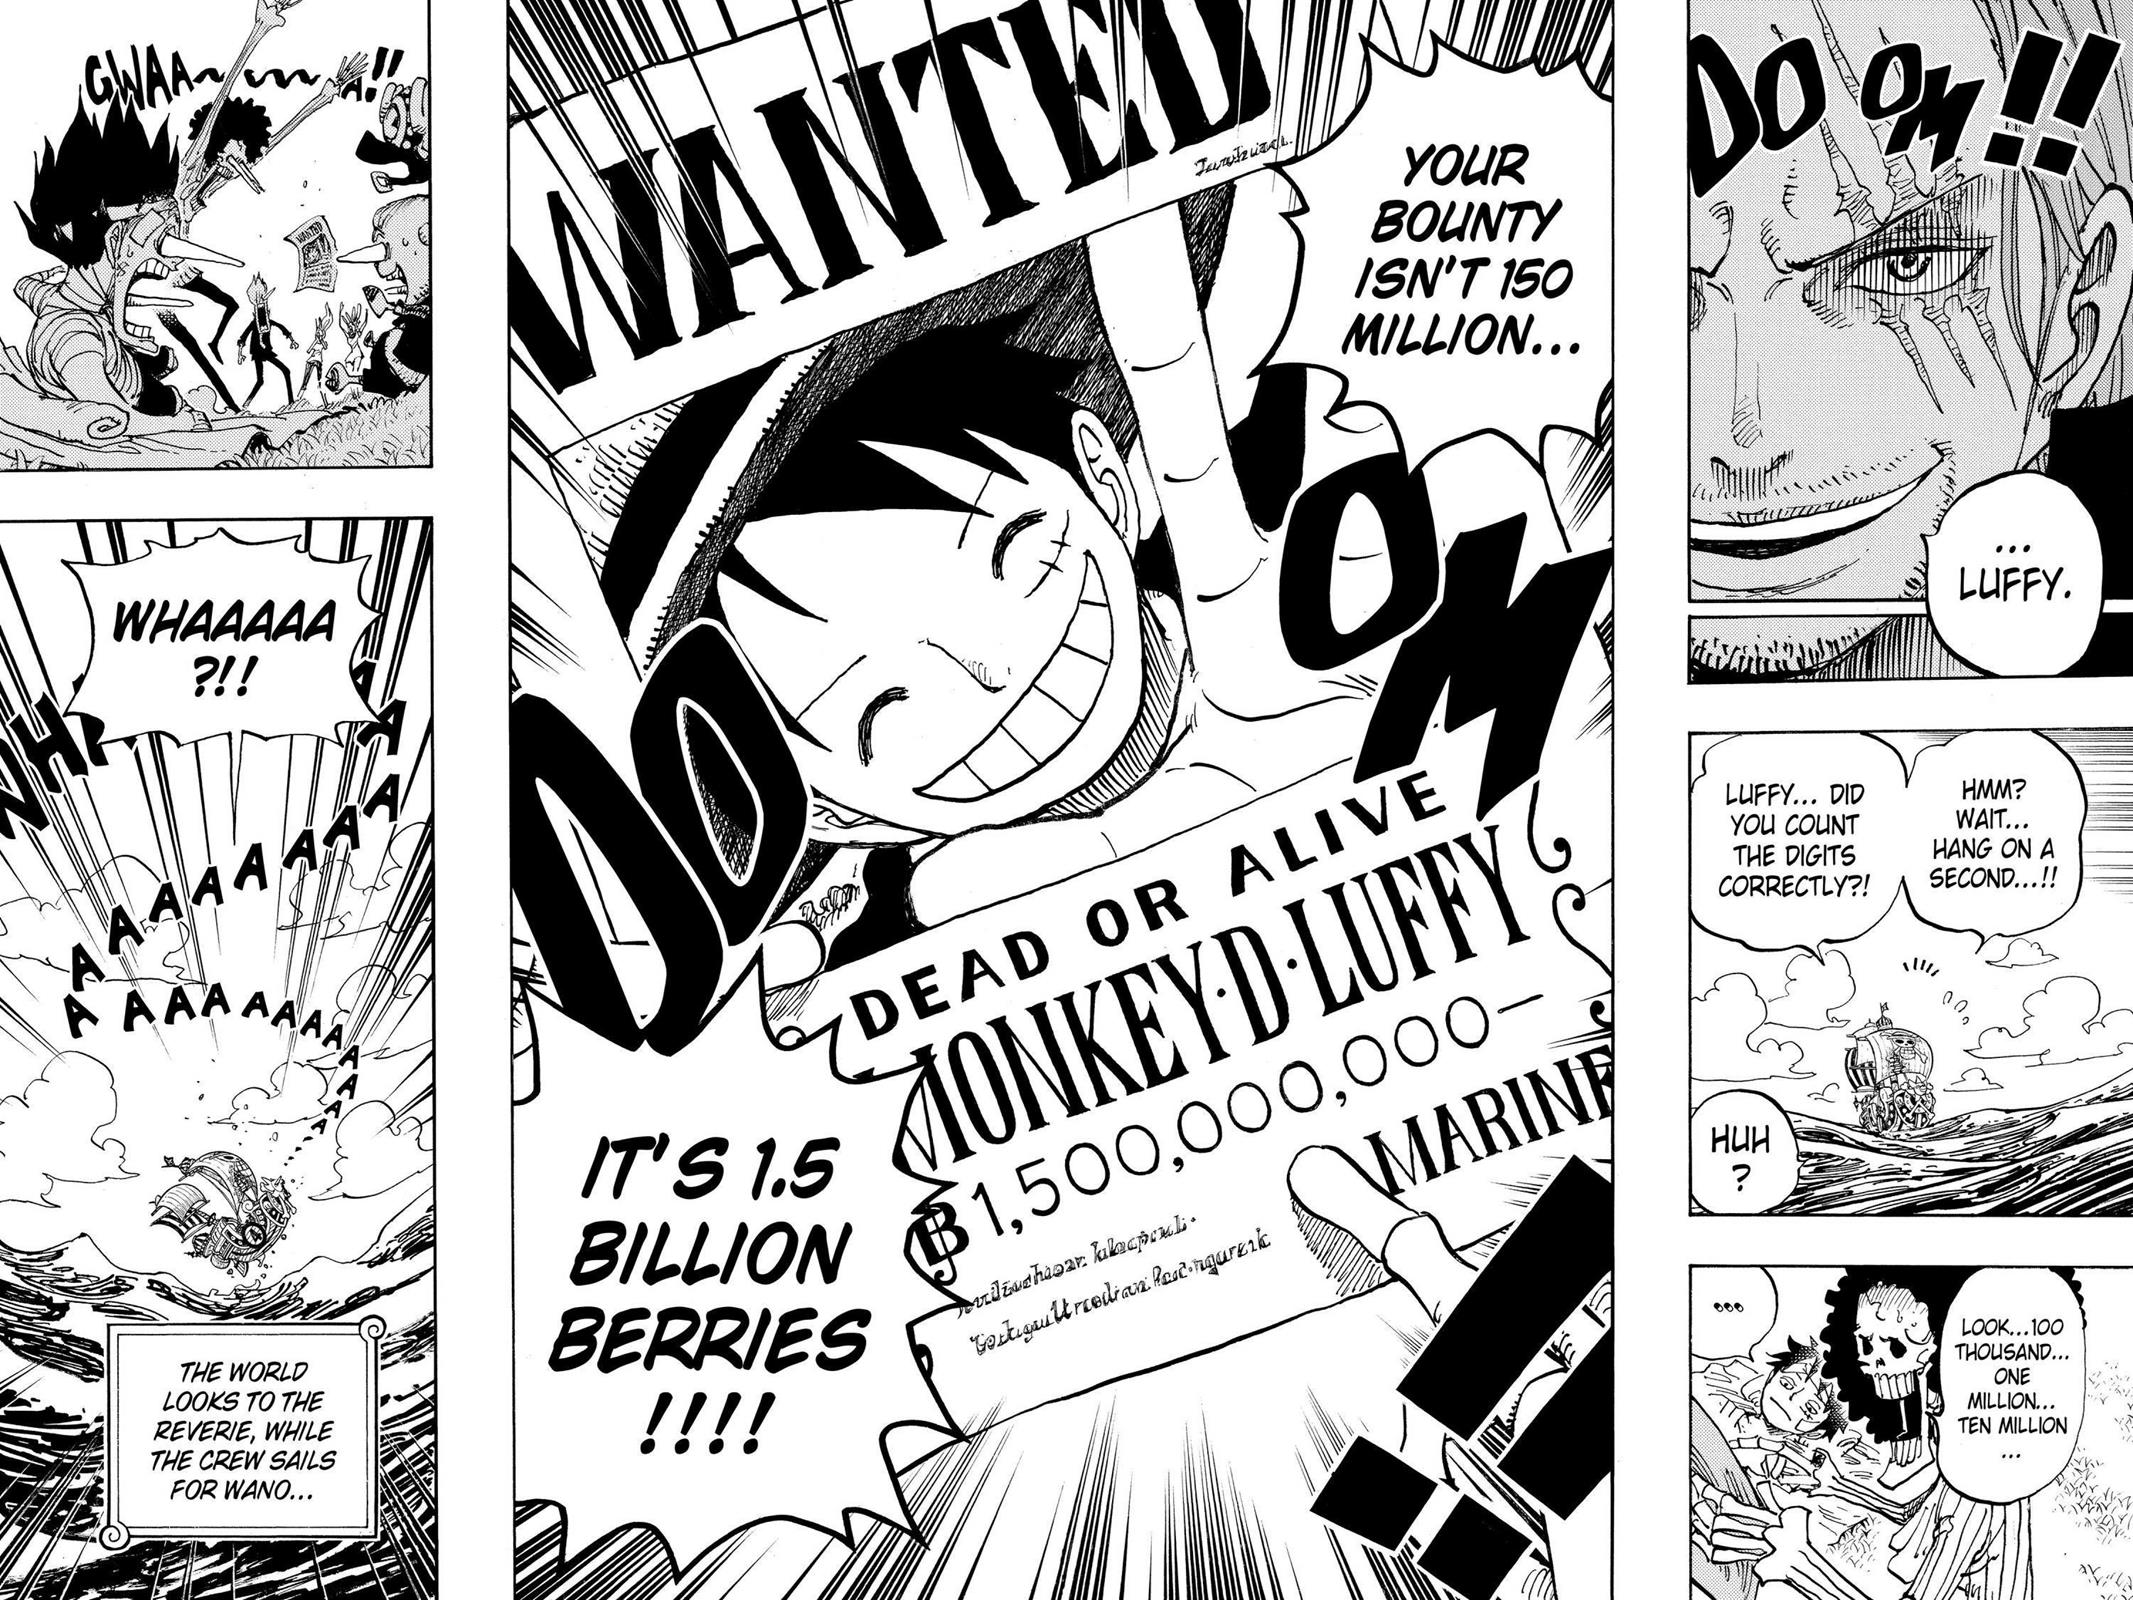 DOOM!!
...
LUFFY.
HMM?
WAIT...
HANG ON A
SECOND...!!
LUFFY... DID
YOU COUNT
THE DIGITS
CORRECTLY?!
HUH
?
LOOK...100
THOUSAND...
ONE
MILLION...
TEN MILLION
...
...
YOUR
BOUNTY
ISN'T 150
MILLION...
WANTED
DOOM!!
DEAD OR ALIVE
MONKEY·D·LUFFY
฿1,500,000,000—
MARINE
IT'S 1.5
BILLION
BERRIES
!!!!
GWAA A!!
WANTED
WHAAAAA
?!!
WHAAAAAAAAAAAAAAAAAAAAAAA
THE WORLD
LOOKS TO THE
REVERIE, WHILE
THE CREW SAILS
FOR WANO...